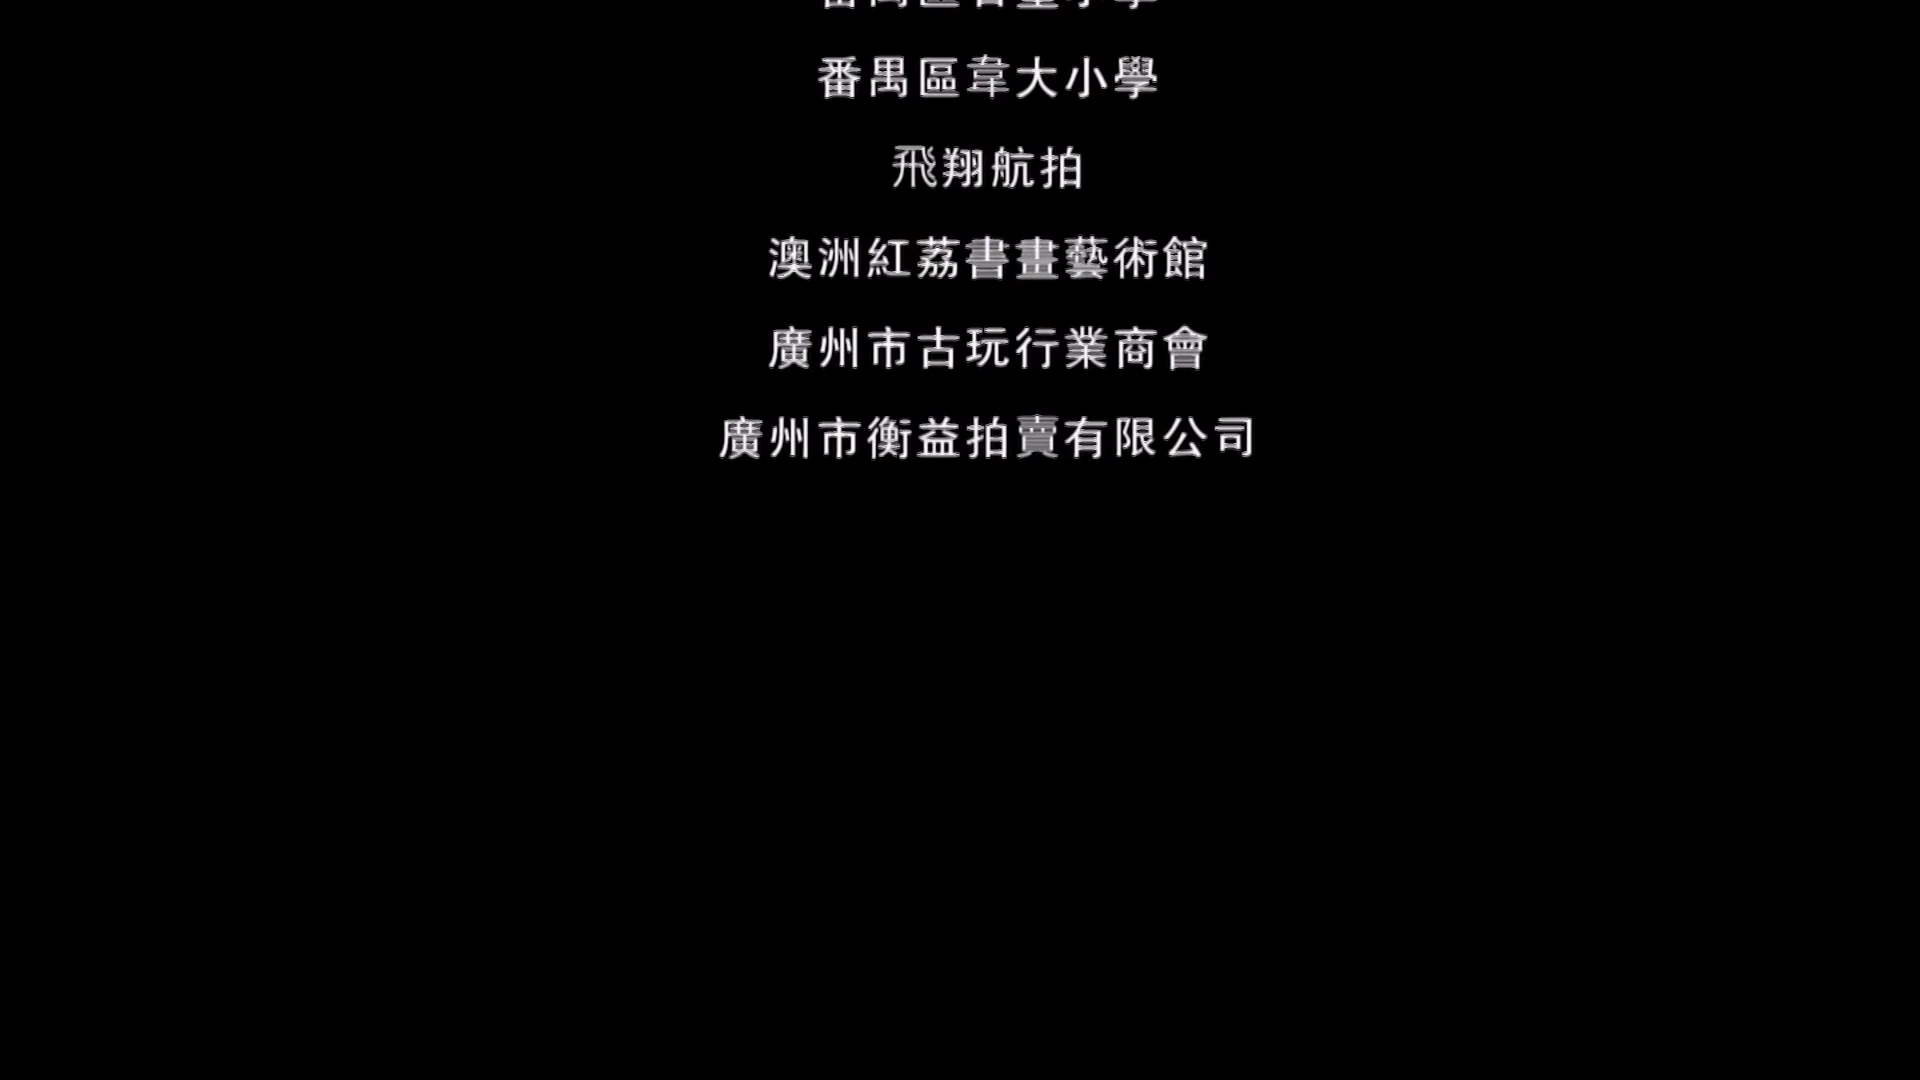 番禺區韋大小學
飛翔航拍
澳洲紅荔書畫藝術館
廣州市古玩行業商會
廣州市衡益拍賣有限公司